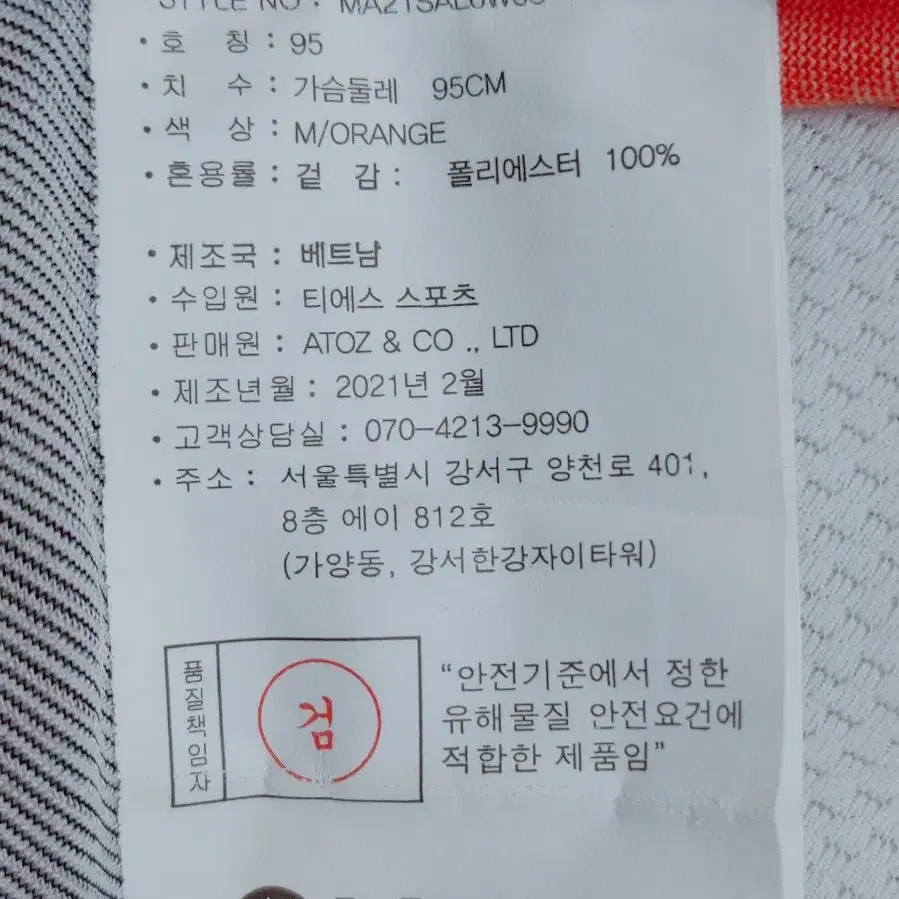 STYLE NO :
• 호 칭 : 95
• 치 수 : 가슴둘레 95CM
• 색 상 : M/ORANGE
• 혼용률 : 겉 감 : 폴리에스터 100%
• 제조국 : 베트남
• 수입원 : 티에스 스포츠
• 판매원 : ATOZ & CO ., LTD
• 제조년월 : 2021년 2월
• 고객상담실 : 070-4213-9990
• 주소 : 서울특별시 강서구 양천로 401,
8층 에이 812호
(가양동, 강서한강자이타워)
품질책임자
검
“안전기준에서 정한
유해물질 안전요건에
적합한 제품임”